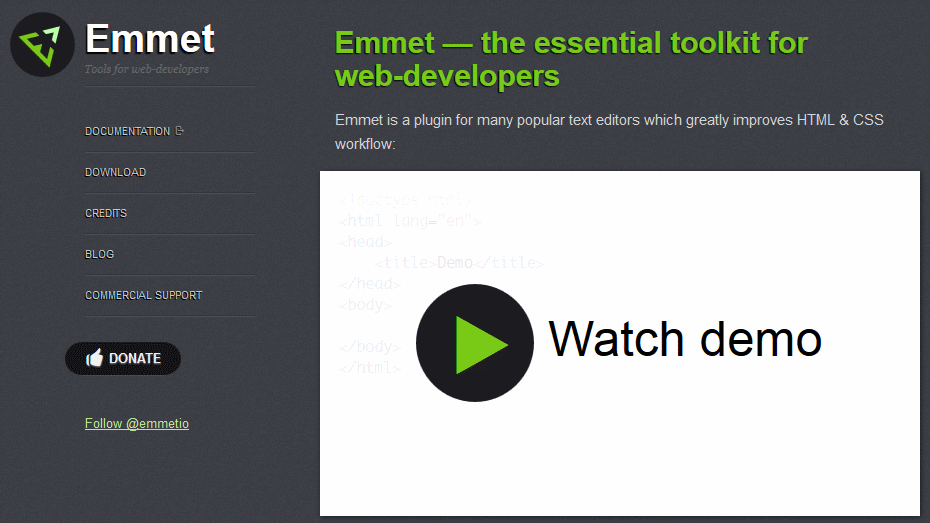 Emmet
Tools for web-developers
DOCUMENTATION
DOWNLOAD
CREDITS
BLOG
COMMERCIAL SUPPORT
DONATE
Follow @emmetio
Emmet — the essential toolkit for
web-developers
Emmet is a plugin for many popular text editors which greatly improves HTML & CSS
workflow:
<!doctype html>
<html lang="en">
<head>
<title>Demo</title>
</head>
<body>
</body>
</html>
Watch demo